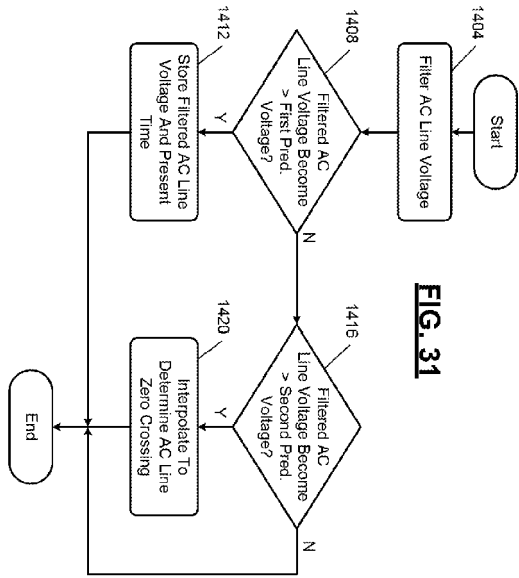 FIG. 31
Start
1404
Filter AC Line Voltage
1408
Filtered AC
Line Voltage Become
> First Pred.
Voltage?
Y
N
1412
Store Filtered AC Line
Voltage And Present
Time
1416
Filtered AC
Line Voltage Become
> Second Pred.
Voltage?
Y
N
1420
Interpolate To
Determine AC Line
Zero Crossing
End